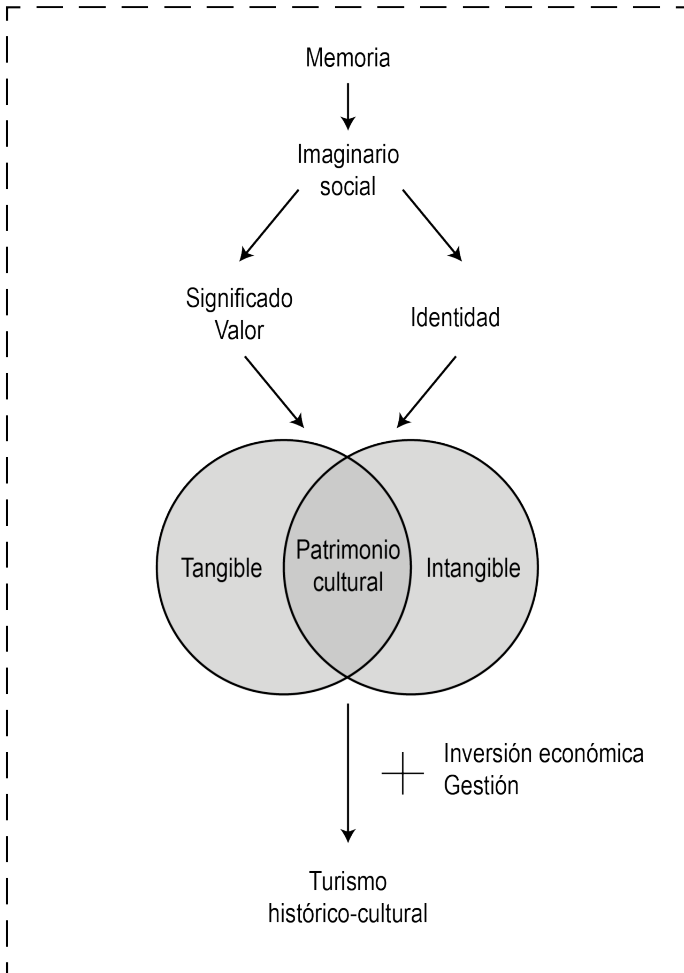 Memoria
Imaginario
social
Significado
Valor
Identidad
Tangible
Patrimonio
cultural
Intangible
Inversión económica
Gestión
Turismo
histórico-cultural